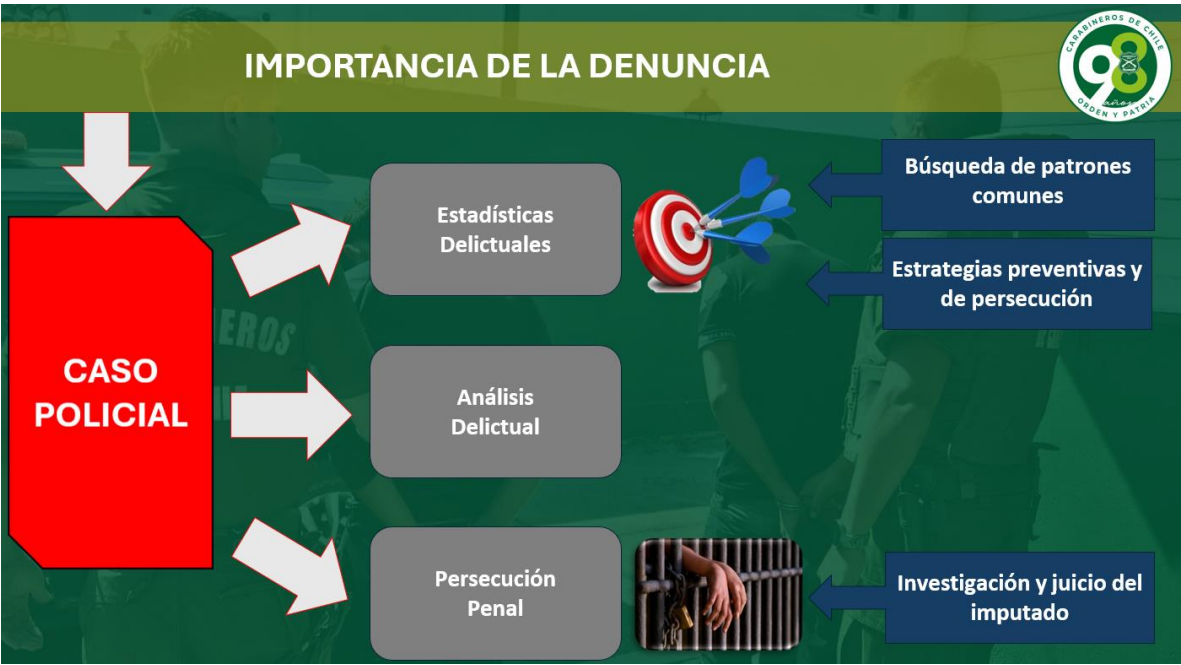 IMPORTANCIA DE LA DENUNCIA
CARABINEROS DE CHILE
98
años
ORDEN Y PATRIA
Búsqueda de patrones
comunes
Estadísticas
Delictuales
Estrategias preventivas y
de persecución
CASO
POLICIAL
Análisis
Delictual
Persecución
Penal
Investigación y juicio del
imputado
EROS